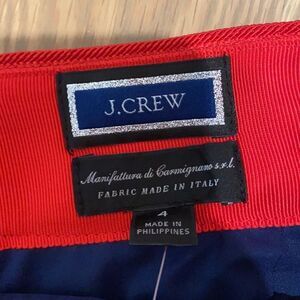 J.CREW
Manifattura di Carmignano s.r.l.
FABRIC MADE IN ITALY
4
MADE IN
PHILIPPINES